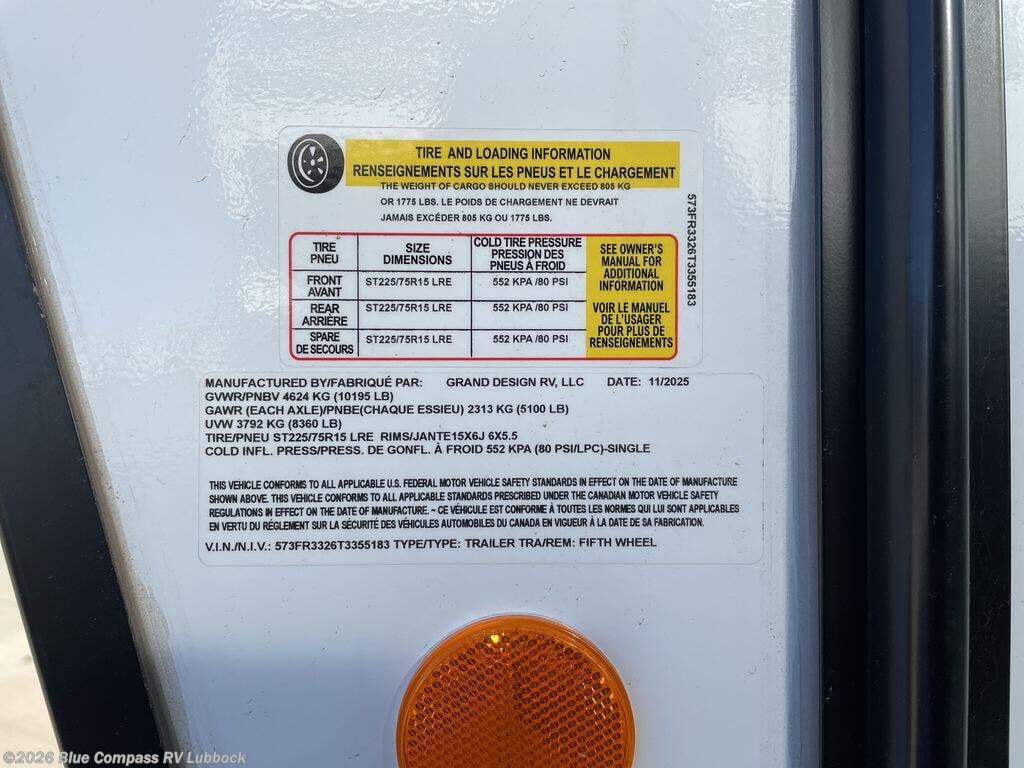 TIRE AND LOADING INFORMATION
RENSEIGNEMENTS SUR LES PNEUS ET LE CHARGEMENT
THE WEIGHT OF CARGO SHOULD NEVER EXCEED 805 KG
OR 1775 LBS. LE POIDS DE CHARGEMENT NE DEVRAIT
JAMAIS EXCÉDER 805 KG OU 1775 LBS.
TIRE
PNEU
SIZE
DIMENSIONS
COLD TIRE PRESSURE
PRESSION DES
PNEUS À FROID
FRONT
AVANT
ST225/75R15 LRE
552 KPA /80 PSI
REAR
ARRIÈRE
ST225/75R15 LRE
552 KPA /80 PSI
SPARE
DE SECOURS
ST225/75R15 LRE
552 KPA /80 PSI
SEE OWNER'S
MANUAL FOR
ADDITIONAL
INFORMATION
VOIR LE MANUEL
DE L'USAGER
POUR PLUS DE
RENSEIGNEMENTS
573FR3326T3355183
MANUFACTURED BY/FABRIQUÉ PAR: GRAND DESIGN RV, LLC DATE: 11/2025
GVWR/PNBV 4624 KG (10195 LB)
GAWR (EACH AXLE)/PNBE(CHAQUE ESSIEU) 2313 KG (5100 LB)
UVW 3792 KG (8360 LB)
TIRE/PNEU ST225/75R15 LRE RIMS/JANTE15X6J 6X5.5
COLD INFL. PRESS/PRESS. DE GONFL. À FROID 552 KPA (80 PSI/LPC)-SINGLE
THIS VEHICLE CONFORMS TO ALL APPLICABLE U.S. FEDERAL MOTOR VEHICLE SAFETY STANDARDS IN EFFECT ON THE DATE OF MANUFACTURE
SHOWN ABOVE. THIS VEHICLE CONFORMS TO ALL APPLICABLE STANDARDS PRESCRIBED UNDER THE CANADIAN MOTOR VEHICLE SAFETY
REGULATIONS IN EFFECT ON THE DATE OF MANUFACTURE. ~ CE VÉHICULE EST CONFORME À TOUTES LES NORMES QUI LUI SONT APPLICABLES
EN VERTU DU RÉGLEMENT SUR LA SÉCURITÉ DES VÉHICULES AUTOMOBILES DU CANADA EN VIGUEUR À LA DATE DE SA FABRICATION.
V.I.N./N.I.V.: 573FR3326T3355183 TYPE/TYPE: TRAILER TRA/REM: FIFTH WHEEL
©2026 Blue Compass RV Lubbock